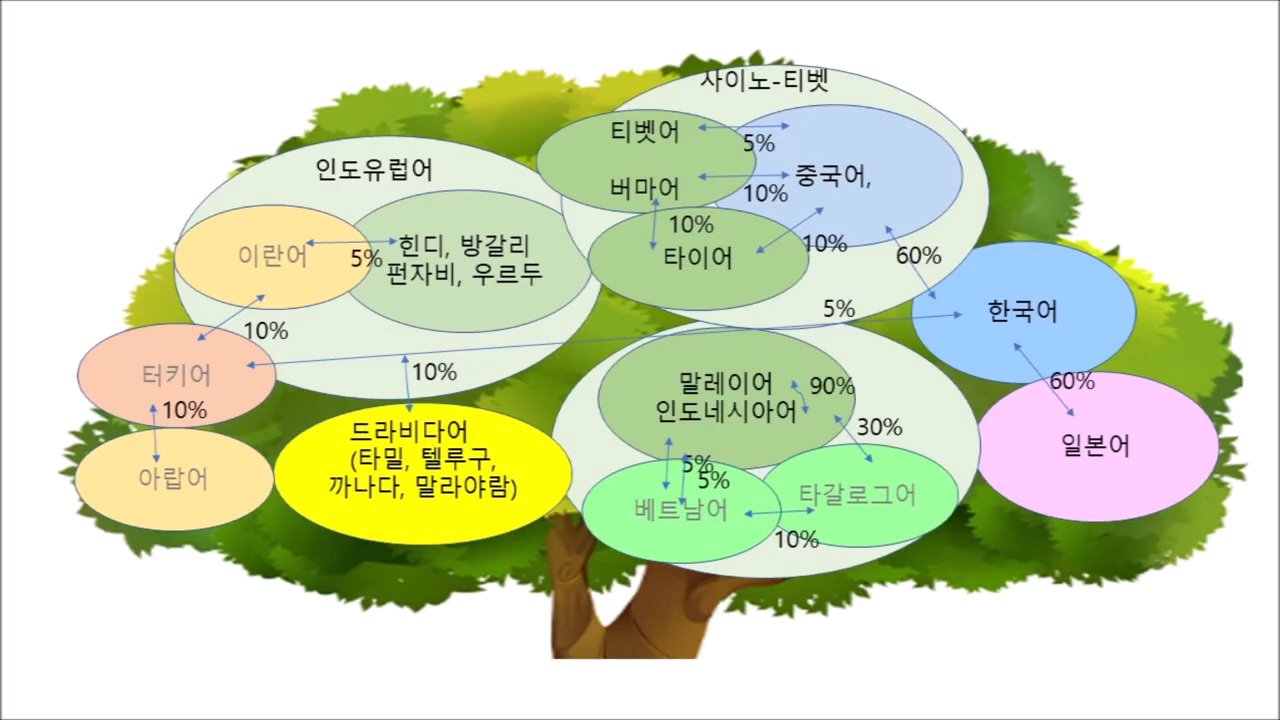 사이노-티벳
티벳어
5%
버마어
10%
중국어,
10%
타이어
10%
60%
인도유럽어
이란어
5%
힌디, 방갈리
펀자비, 우르두
10%
5%
한국어
60%
일본어
터키어
10%
아랍어
10%
드라비다어
(타밀, 텔루구,
까나다, 말라야람)
말레이어
인도네시아어
90%
30%
5%
5%
베트남어
타갈로그어
10%